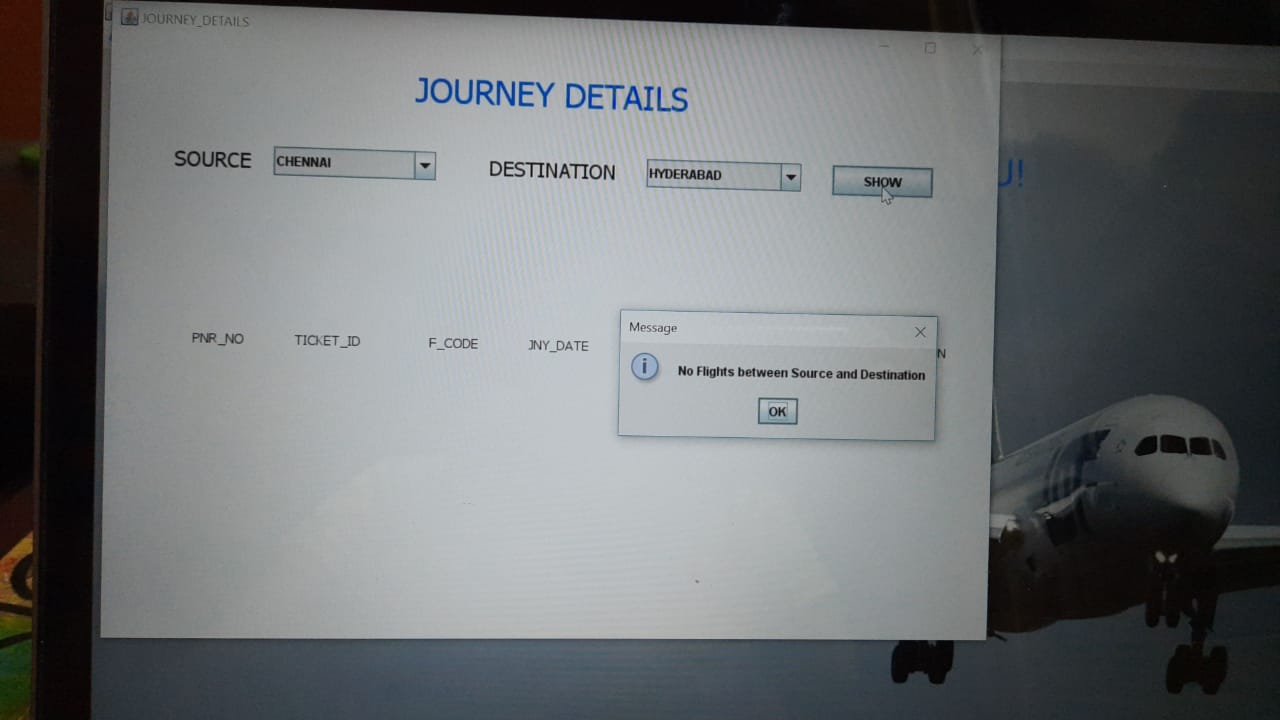 JOURNEY_DETAILS
JOURNEY DETAILS
SOURCE CHENNAI DESTINATION HYDERABAD SHOW
U!
PNR_NO TICKET_ID F_CODE JNY_DATE N
Message
No Flights between Source and Destination
OK